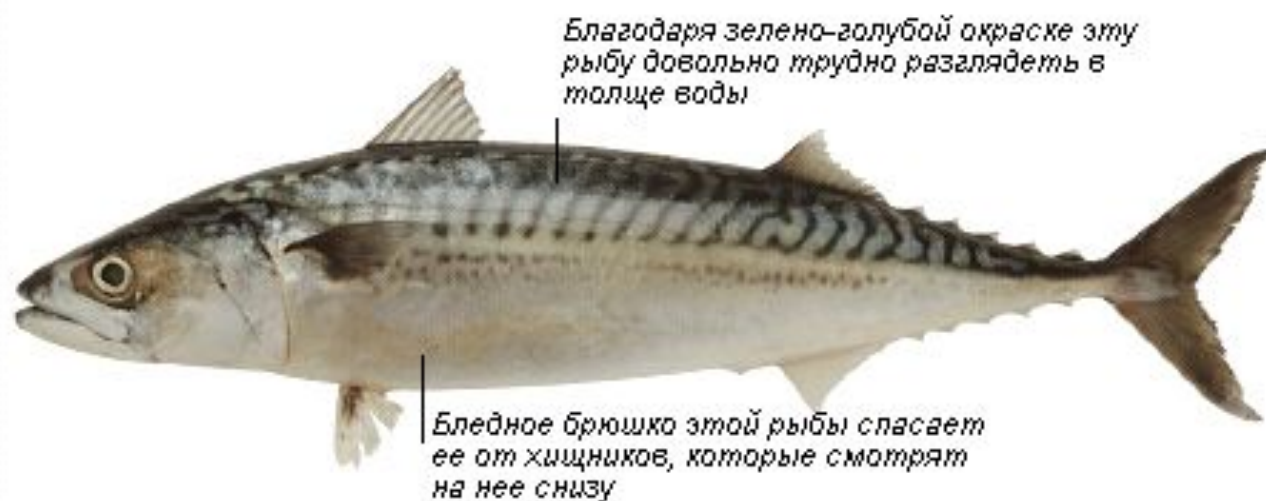 Благодаря зелено-голубой окраске эту
рыбу довольно трудно разглядеть в
толще воды
Бледное брюшко этой рыбы спасает
ее от хищников, которые смотрят
на нее снизу